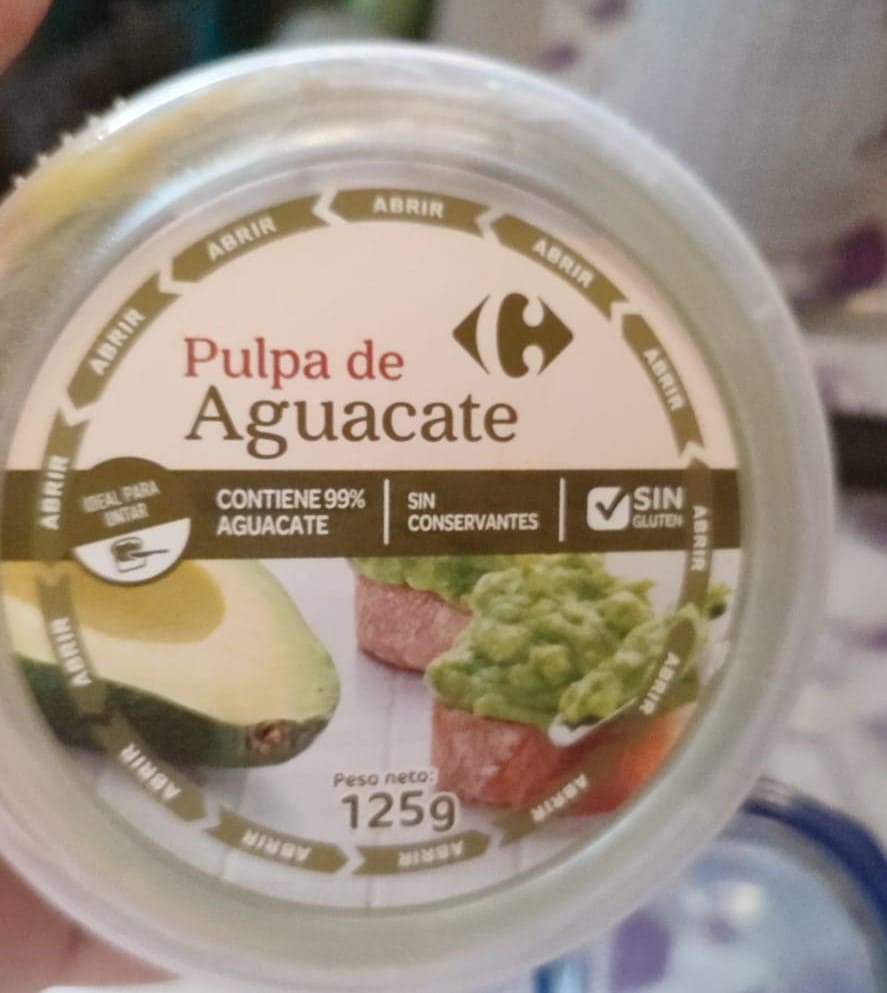 ABRIR
ABRIR
ABRIR
ABRIR
ABRIR
ABRIR
ABRIR
ABRIR
ABRIR
ABRIR
ABRIR
ABRIR
ABRIR
ABRIR
Pulpa de
Aguacate
IDEAL PARA
UNTAR
CONTIENE 99%
AGUACATE
SIN
CONSERVANTES
SIN
GLUTEN
Peso neto:
125g